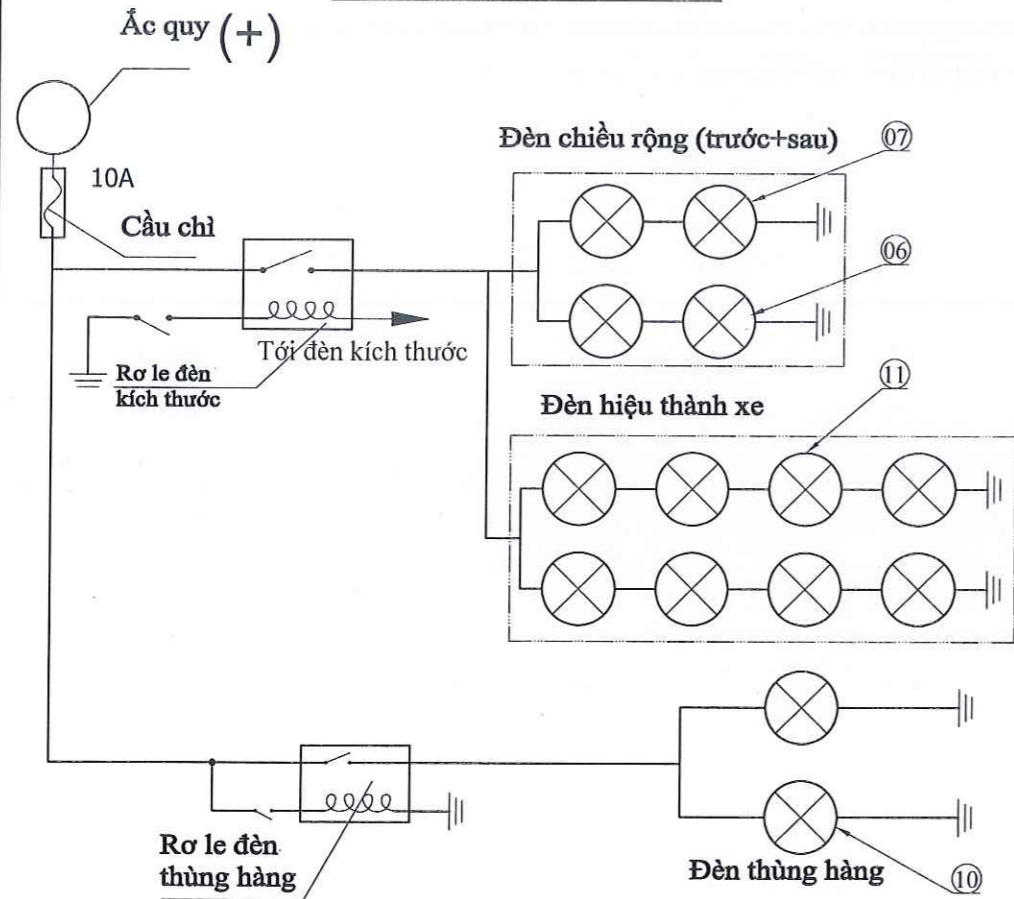 Ắc quy (+)
10A
Cầu chì
Đèn chiều rộng (trước+sau)
07
06
Tới đèn kích thước
Rơ le đèn
kích thước
Đèn hiệu thành xe
11
Rơ le đèn
thùng hàng
Đèn thùng hàng
10